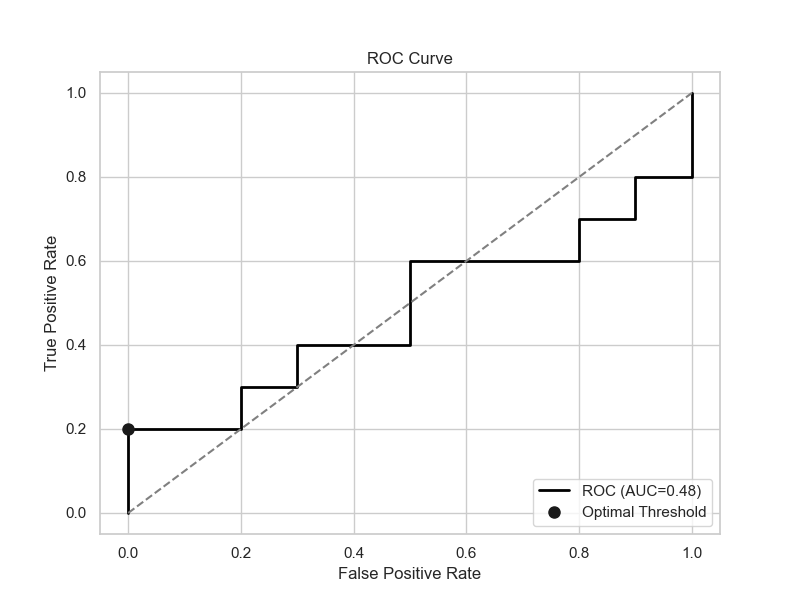 ROC Curve
True Positive Rate
1.0
0.8
0.6
0.4
0.2
0.0
ROC (AUC=0.48)
Optimal Threshold
0.0 0.2 0.4 0.6 0.8 1.0
False Positive Rate